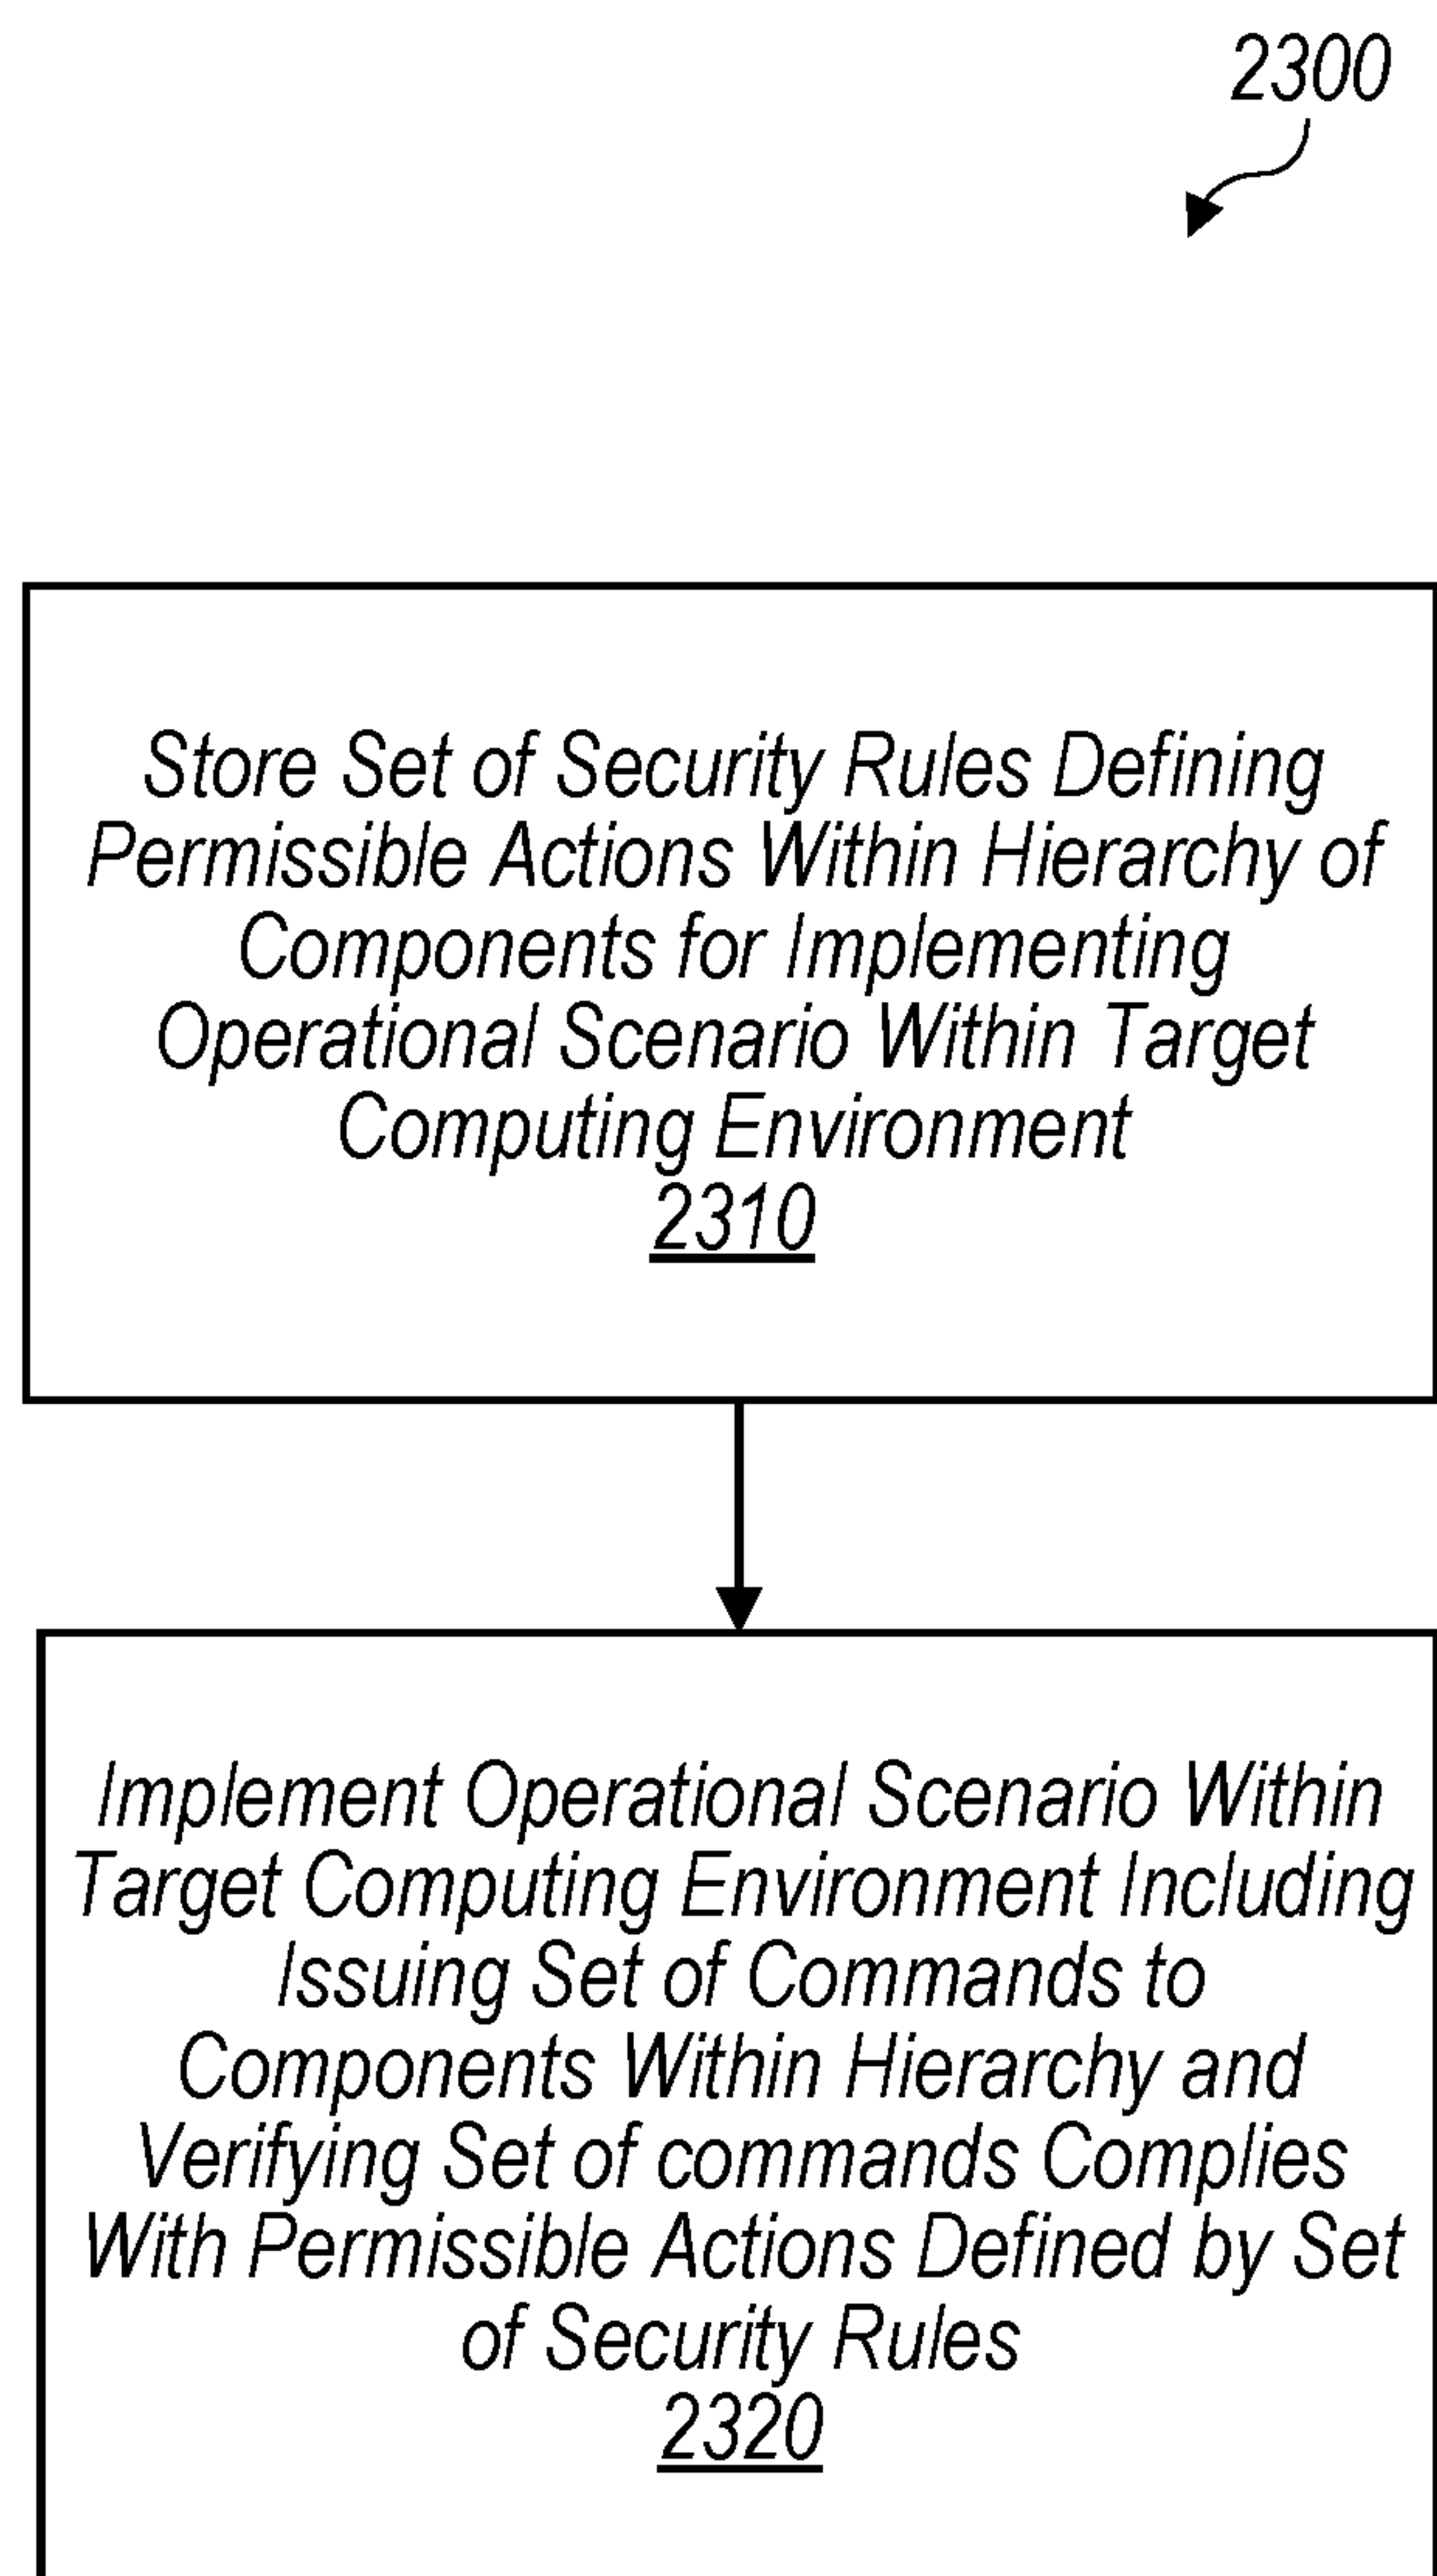 2300
Store Set of Security Rules Defining
Permissible Actions Within Hierarchy of
Components for Implementing
Operational Scenario Within Target
Computing Environment
2310
Implement Operational Scenario Within
Target Computing Environment Including
Issuing Set of Commands to
Components Within Hierarchy and
Verifying Set of commands Complies
With Permissible Actions Defined by Set
of Security Rules
2320